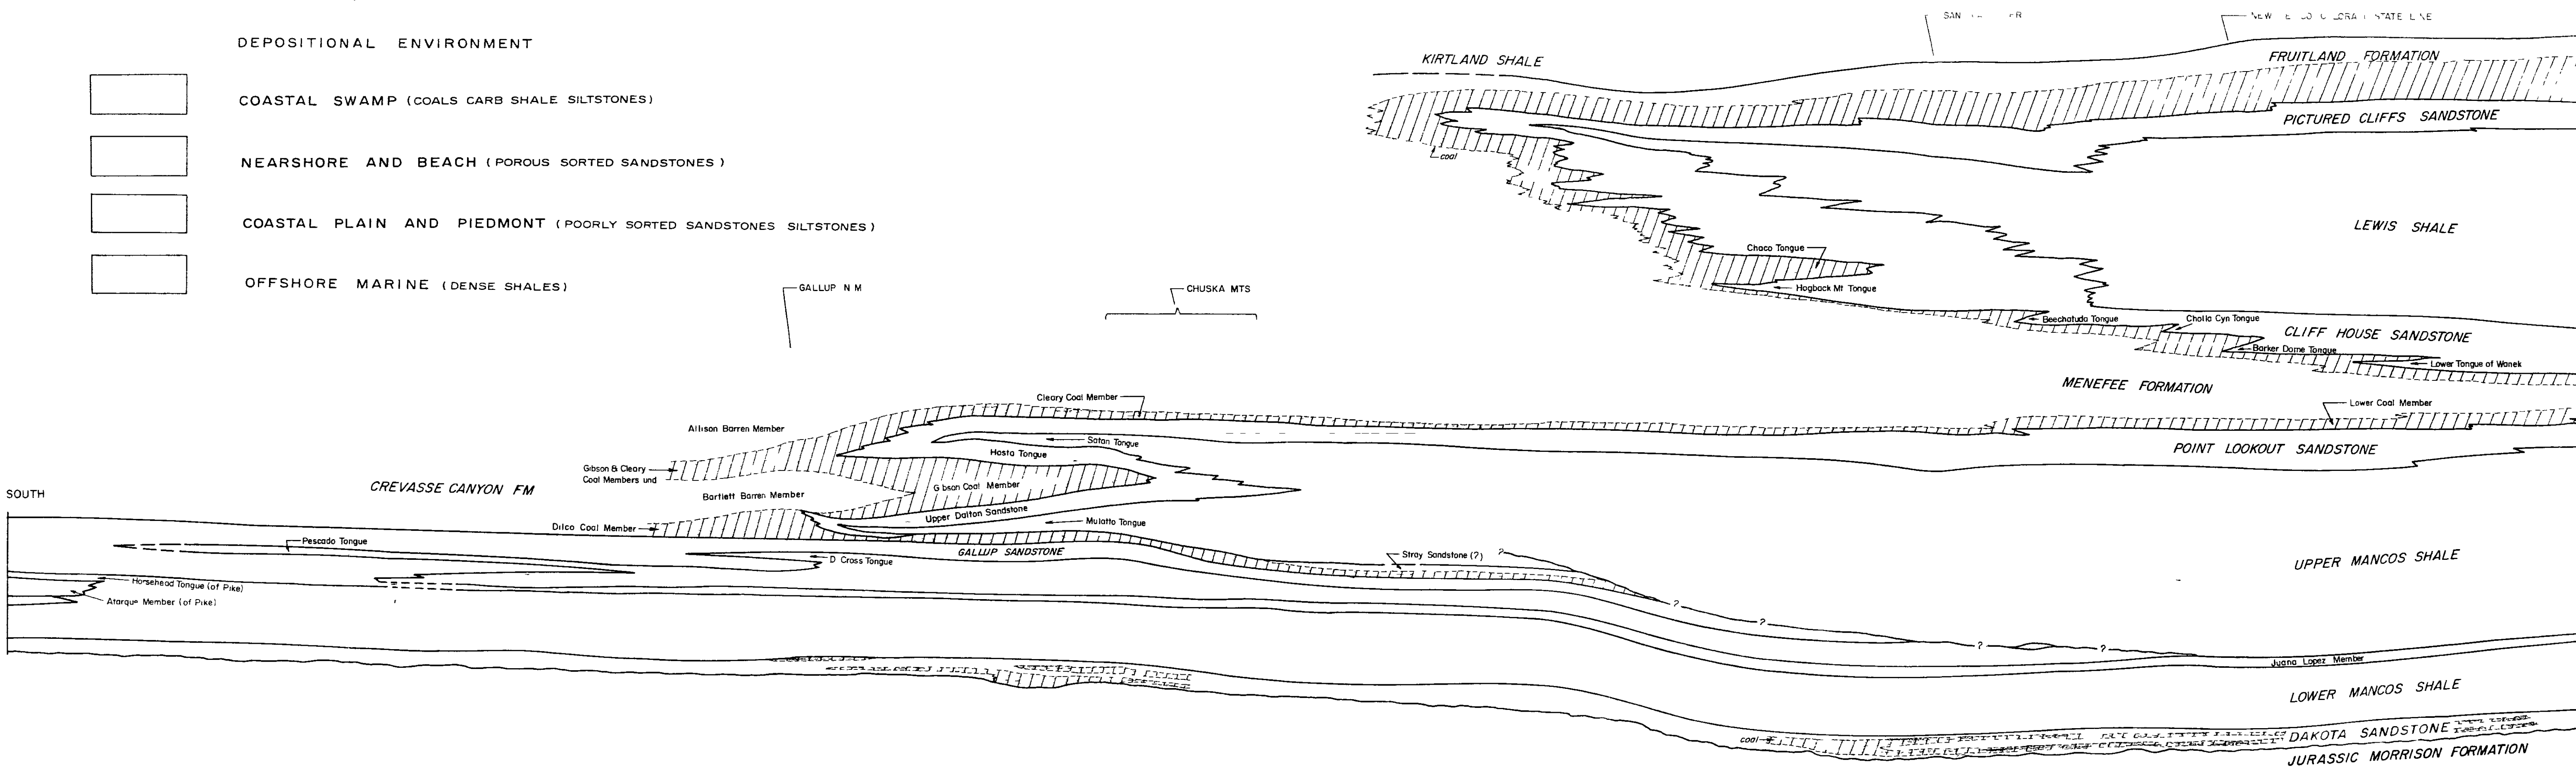 DEPOSITIONAL ENVIRONMENT
COASTAL SWAMP (COALS CARB SHALE SILTSTONES)
NEARSHORE AND BEACH (POROUS SORTED SANDSTONES)
COASTAL PLAIN AND PIEDMONT (POORLY SORTED SANDSTONES SILTSTONES)
OFFSHORE MARINE (DENSE SHALES)
SAN
STATE
KIRTLAND SHALE
FRUITLAND FORMATION
PICTURED CLIFFS SANDSTONE
coal
LEWIS SHALE
Chaco Tongue
Hogback Mt Tongue
GALLUP N M
CHUSKA MTS
Beechatuda Tongue
Cholla Cyn Tongue
CLIFF HOUSE SANDSTONE
Barker Dome Tongue
Lower Tongue of Wanek
MENEFEE FORMATION
Cleary Coal Member
Lower Coal Member
Allison Barren Member
Satan Tongue
Hosta Tongue
POINT LOOKOUT SANDSTONE
Gibson & Cleary
Coal Members und
CREVASSE CANYON FM
Gibson Coal Member
Bartlett Barren Member
SOUTH
Upper Dalton Sandstone
Dilco Coal Member
Mulatto Tongue
Pescado Tongue
GALLUP SANDSTONE
Stray Sandstone (?)
?
D Cross Tongue
UPPER MANCOS SHALE
Horsehead Tongue (of Pike)
Atarque Member (of Pike)
?
?
?
?
Juana Lopez Member
LOWER MANCOS SHALE
coal
DAKOTA SANDSTONE
JURASSIC MORRISON FORMATION